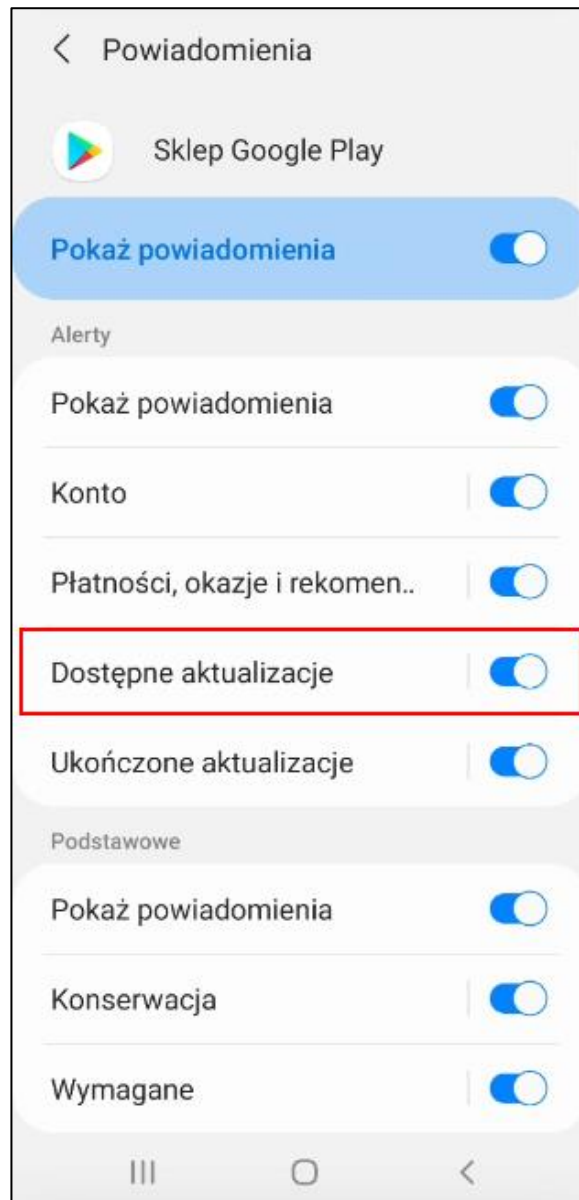 Powiadomienia
Sklep Google Play
Pokaż powiadomienia
Alerty
Pokaż powiadomienia
Konto
Płatności, okazje i rekomen..
Dostępne aktualizacje
Ukończone aktualizacje
Podstawowe
Pokaż powiadomienia
Konserwacja
Wymagane